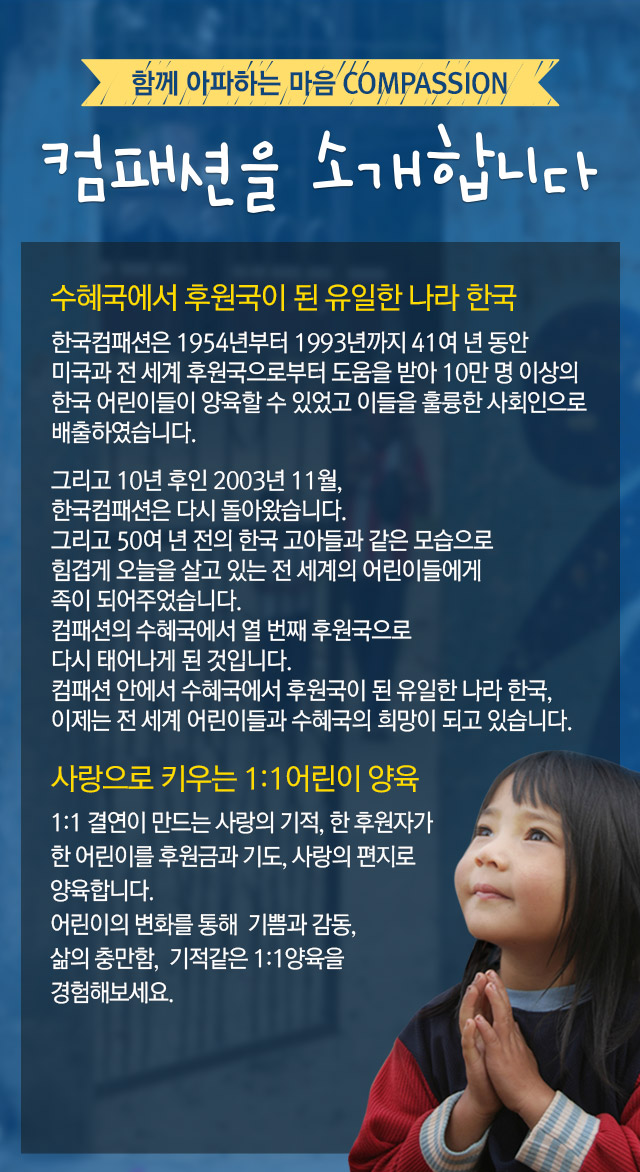 함께 아파하는 마음 COMPASSION
컴패션을 소개합니다
수혜국에서 후원국이 된 유일한 나라 한국
한국컴패션은 1954년부터 1993년까지 41여 년 동안
미국과 전 세계 후원국으로부터 도움을 받아 10만 명 이상의
한국 어린이들이 양육할 수 있었고 이들을 훌륭한 사회인으로
배출하였습니다.
그리고 10년 후인 2003년 11월,
한국컴패션은 다시 돌아왔습니다.
그리고 50여 년 전의 한국 고아들과 같은 모습으로
힘겹게 오늘을 살고 있는 전 세계의 어린이들에게
족이 되어주었습니다.
컴패션의 수혜국에서 열 번째 후원국으로
다시 태어나게 된 것입니다.
컴패션 안에서 수혜국에서 후원국이 된 유일한 나라 한국,
이제는 전 세계 어린이들과 수혜국의 희망이 되고 있습니다.
사랑으로 키우는 1:1어린이 양육
1:1 결연이 만드는 사랑의 기적, 한 후원자가
한 어린이를 후원금과 기도, 사랑의 편지로
양육합니다.
어린이의 변화를 통해 기쁨과 감동,
삶의 충만함, 기적같은 1:1양육을
경험해보세요.